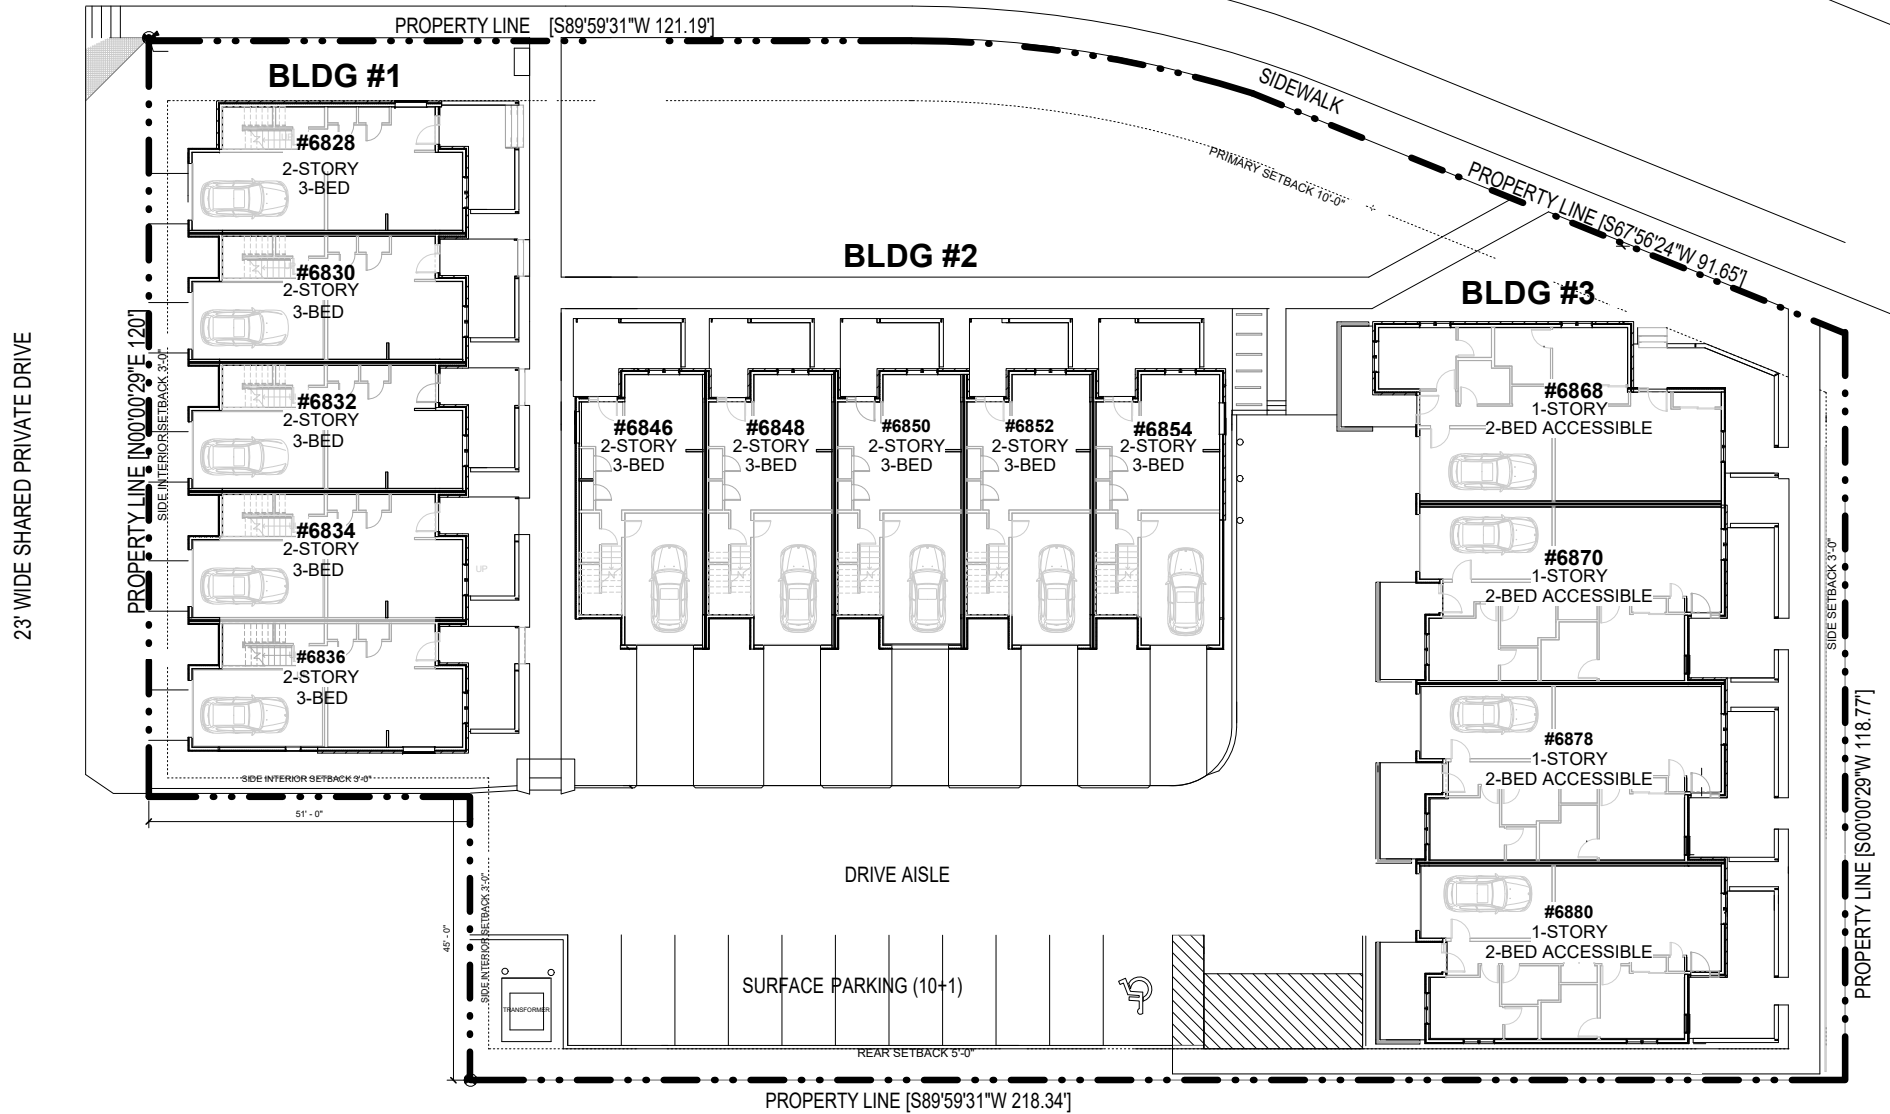 PROPERTY LINE [S89'59'31"W 121.19']
BLDG #1
SIDEWALK
#6828
2-STORY
3-BED
PRIMARY SETBACK 10'-0"
PROPERTY LINE [S67'56'24"W 91.65']
BLDG #2
BLDG #3
#6830
2-STORY
3-BED
23' WIDE SHARED PRIVATE DRIVE
PROPERTY LINE [N00'00'29"E 120']
SIDE INTERIOR SETBACK 3'-0"
#6832
2-STORY
3-BED
#6834
2-STORY
3-BED
UP
#6836
2-STORY
3-BED
#6846
2-STORY
3-BED
#6848
2-STORY
3-BED
#6850
2-STORY
3-BED
#6852
2-STORY
3-BED
#6854
2-STORY
3-BED
#6868
1-STORY
2-BED ACCESSIBLE
#6870
1-STORY
2-BED ACCESSIBLE
#6878
1-STORY
2-BED ACCESSIBLE
#6880
1-STORY
2-BED ACCESSIBLE
SIDE SETBACK 3'-0"
PROPERTY LINE [S00'00'29"W 118.77']
SIDE INTERIOR SETBACK 3'-0"
51' - 0"
45' - 0"
SIDE INTERIOR SETBACK 3'-0"
DRIVE AISLE
SURFACE PARKING (10+1)
TRANSFORMER
REAR SETBACK 5'-0"
PROPERTY LINE [S89'59'31"W 218.34']